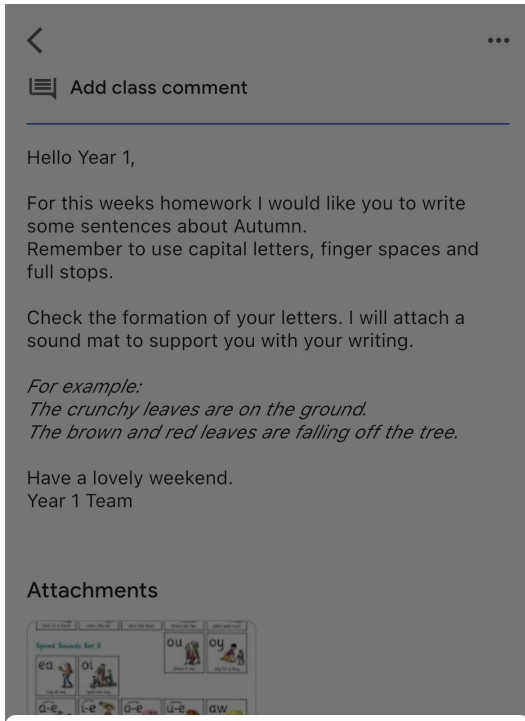 Add class comment
Hello Year 1,
For this weeks homework I would like you to write
some sentences about Autumn.
Remember to use capital letters, finger spaces and
full stops.
Check the formation of your letters. I will attach a
sound mat to support you with your writing.
For example:
The crunchy leaves are on the ground.
The brown and red leaves are falling off the tree.
Have a lovely weekend.
Year 1 Team
Attachments
Speed Sounds Set 3
ou oy
ea oi
a-e i-e o-e u-e aw